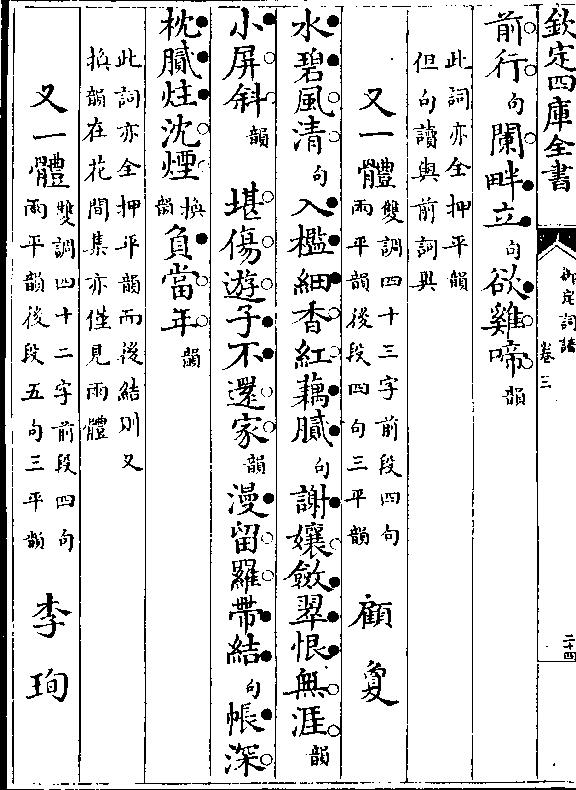 欽定四庫全書
御定詞譜
卷三
二十四
前行句闌畔立句欲雞啼韻
此詞亦全押平韻
但句讀與前詞異
又一體 雙調四十三字前段四句
兩平韻後段四句三平韻 顧夐
水碧風清句入檻細香紅藕膩句謝孃斂翠恨無涯韻
小屏斜韻 堪傷遊子不還家韻漫留羅帶結句帳深
枕膩炷沈煙換韻負當年韻
此詞亦全押平韻而後結則又
換韻在花間集亦僅見兩體
又一體 雙調四十二字前段四句
兩平韻後段五句三平韻 李珣